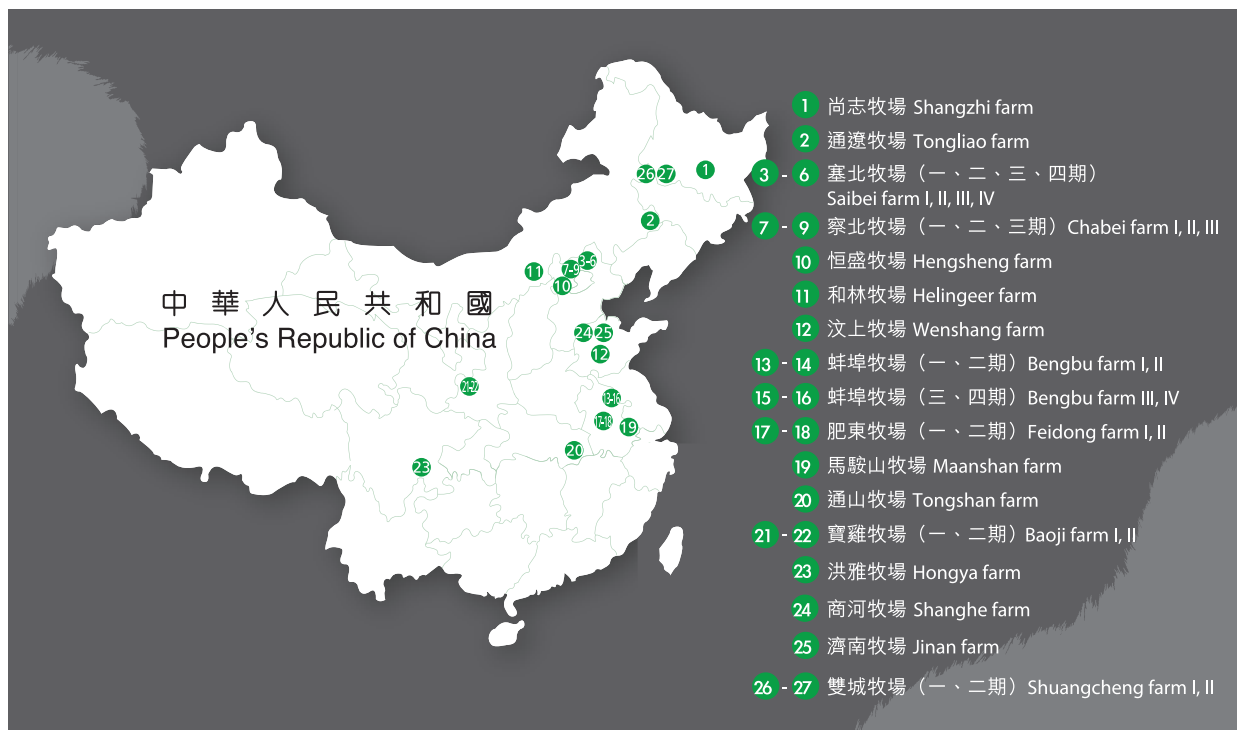 中華人民共和國
People's Republic of China
1
26
27
2
3-6
7-9
11
10
24
25
12
21-22
13-16
17-18
19
20
23
1 尚志牧場 Shangzhi farm
2 通遼牧場 Tongliao farm
3 - 6 塞北牧場（一、二、三、四期）
Saibei farm I, II, III, IV
7 - 9 察北牧場（一、二、三期）Chabei farm I, II, III
10 恒盛牧場 Hengsheng farm
11 和林牧場 Helingeer farm
12 汶上牧場 Wenshang farm
13 - 14 蚌埠牧場（一、二期）Bengbu farm I, II
15 - 16 蚌埠牧場（三、四期）Bengbu farm III, IV
17 - 18 肥東牧場（一、二期）Feidong farm I, II
19 馬鞍山牧場 Maanshan farm
20 通山牧場 Tongshan farm
21 - 22 寶雞牧場（一、二期）Baoji farm I, II
23 洪雅牧場 Hongya farm
24 商河牧場 Shanghe farm
25 濟南牧場 Jinan farm
26 - 27 雙城牧場（一、二期）Shuangcheng farm I, II